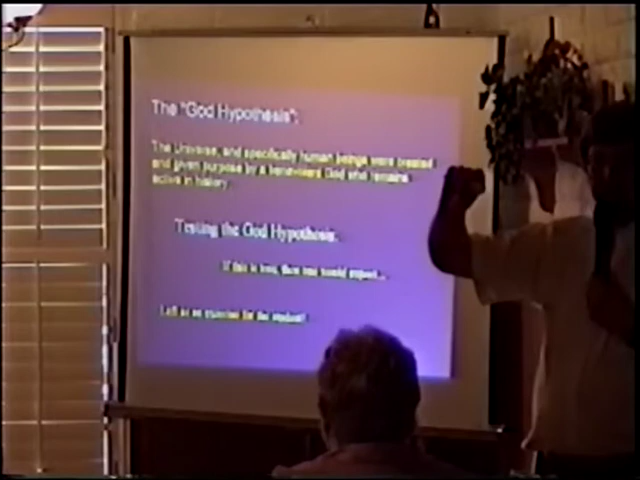 The "God Hypothesis":
The Universe, and specifically human beings were created
and given purpose by a benevolent God who remains
active in history.
Testing the God Hypothesis:
If this is true, then one would expect...
Left as an exercise for the student!